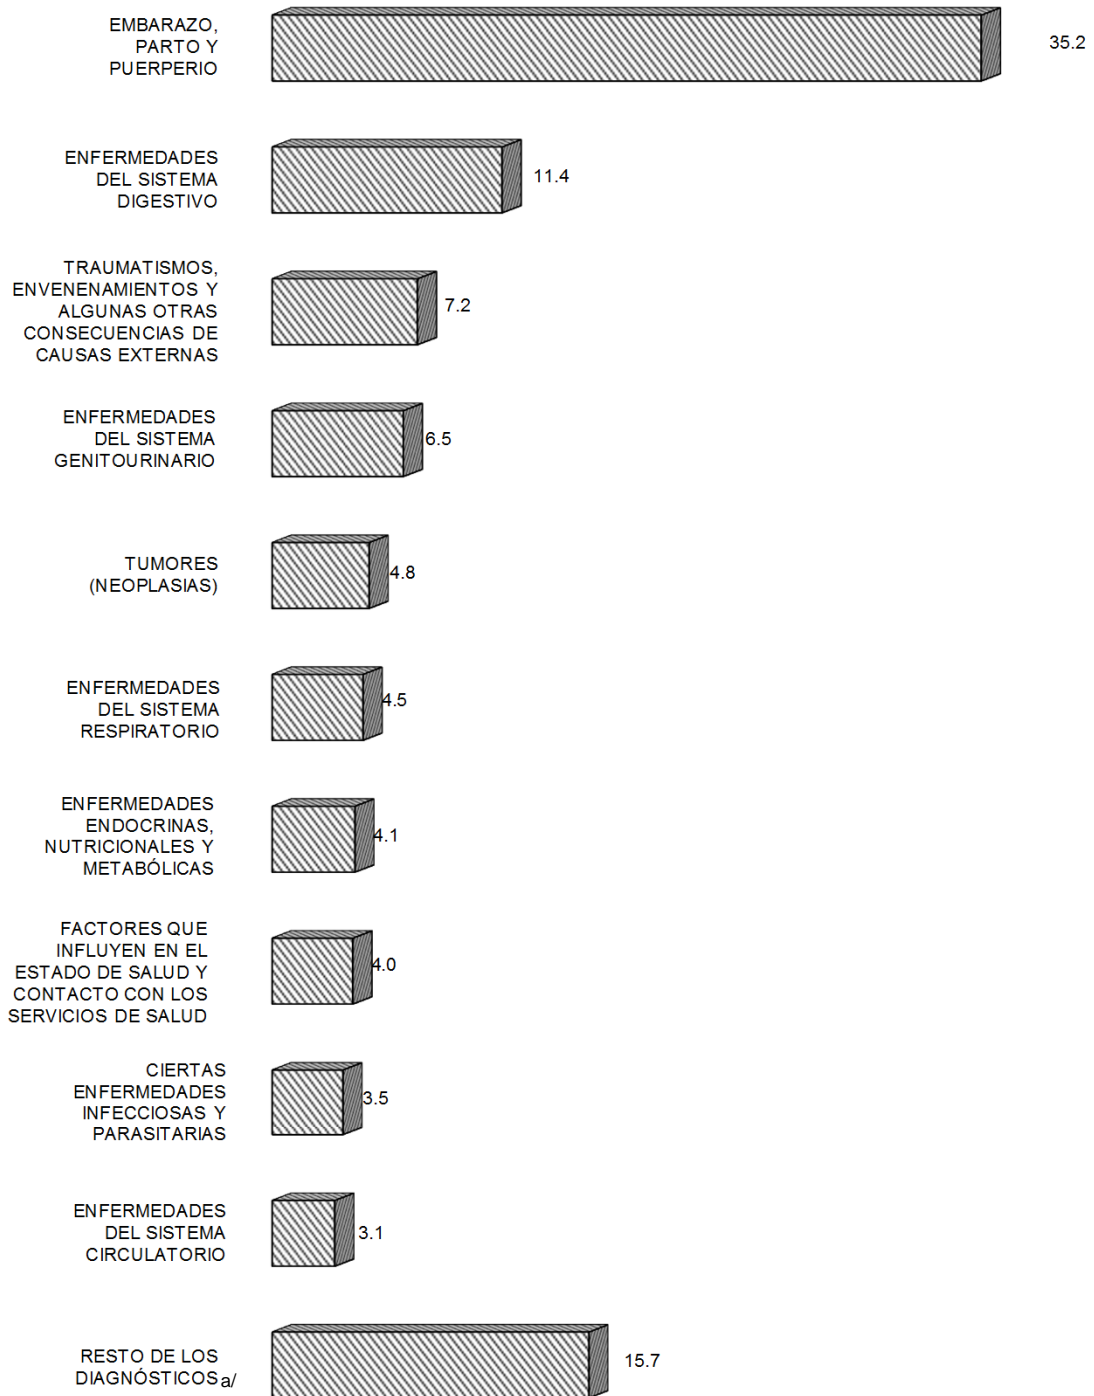 EMBARAZO,
PARTO Y
PUERPERIO
35.2
ENFERMEDADES
DEL SISTEMA
DIGESTIVO
11.4
TRAUMATISMOS,
ENVENENAMIENTOS Y
ALGUNAS OTRAS
CONSECUENCIAS DE
CAUSAS EXTERNAS
7.2
ENFERMEDADES
DEL SISTEMA
GENITOURINARIO
6.5
TUMORES
(NEOPLASIAS)
4.8
ENFERMEDADES
DEL SISTEMA
RESPIRATORIO
4.5
ENFERMEDADES
ENDOCRINAS,
NUTRICIONALES Y
METABÓLICAS
4.1
FACTORES QUE
INFLUYEN EN EL
ESTADO DE SALUD Y
CONTACTO CON LOS
SERVICIOS DE SALUD
4.0
CIERTAS
ENFERMEDADES
INFECCIOSAS Y
PARASITARIAS
3.5
ENFERMEDADES
DEL SISTEMA
CIRCULATORIO
3.1
RESTO DE LOS
DIAGNÓSTICOS a/
15.7